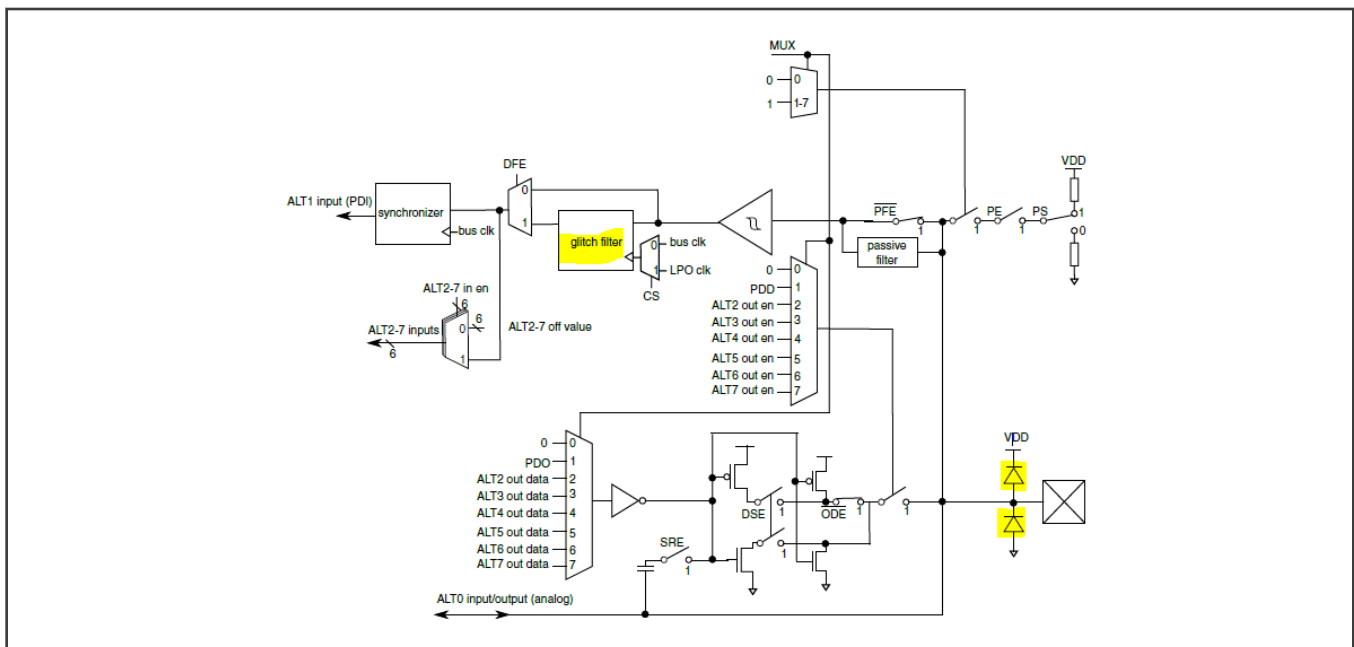 MUX
0
0
1
1-7
VDD
DFE
ALT1 input (PDI)
synchronizer
bus clk
0
1
glitch filter
0
bus clk
1
LPO clk
CS
PFE
1
passive
filter
1
PE
1
PS
1
0
ALT2-7 in en
6
ALT2-7 inputs
6
0
6
1
ALT2-7 off value
0
0
PDD
1
ALT2 out en
2
ALT3 out en
3
ALT4 out en
4
ALT5 out en
5
ALT6 out en
6
ALT7 out en
7
0
0
PDO
1
ALT2 out data
2
ALT3 out data
3
ALT4 out data
4
ALT5 out data
5
ALT6 out data
6
ALT7 out data
7
SRE
1
DSE
1
1
ODE
1
1
VDD
ALT0 input/output (analog)